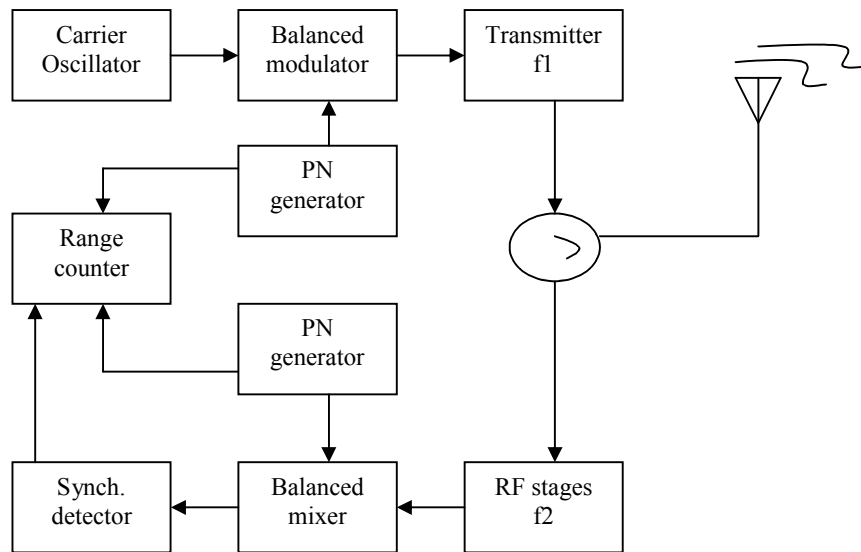 Carrier
Oscillator
Balanced
modulator
Transmitter
f1
PN
generator
Range
counter
PN
generator
Synch.
detector
Balanced
mixer
RF stages
f2